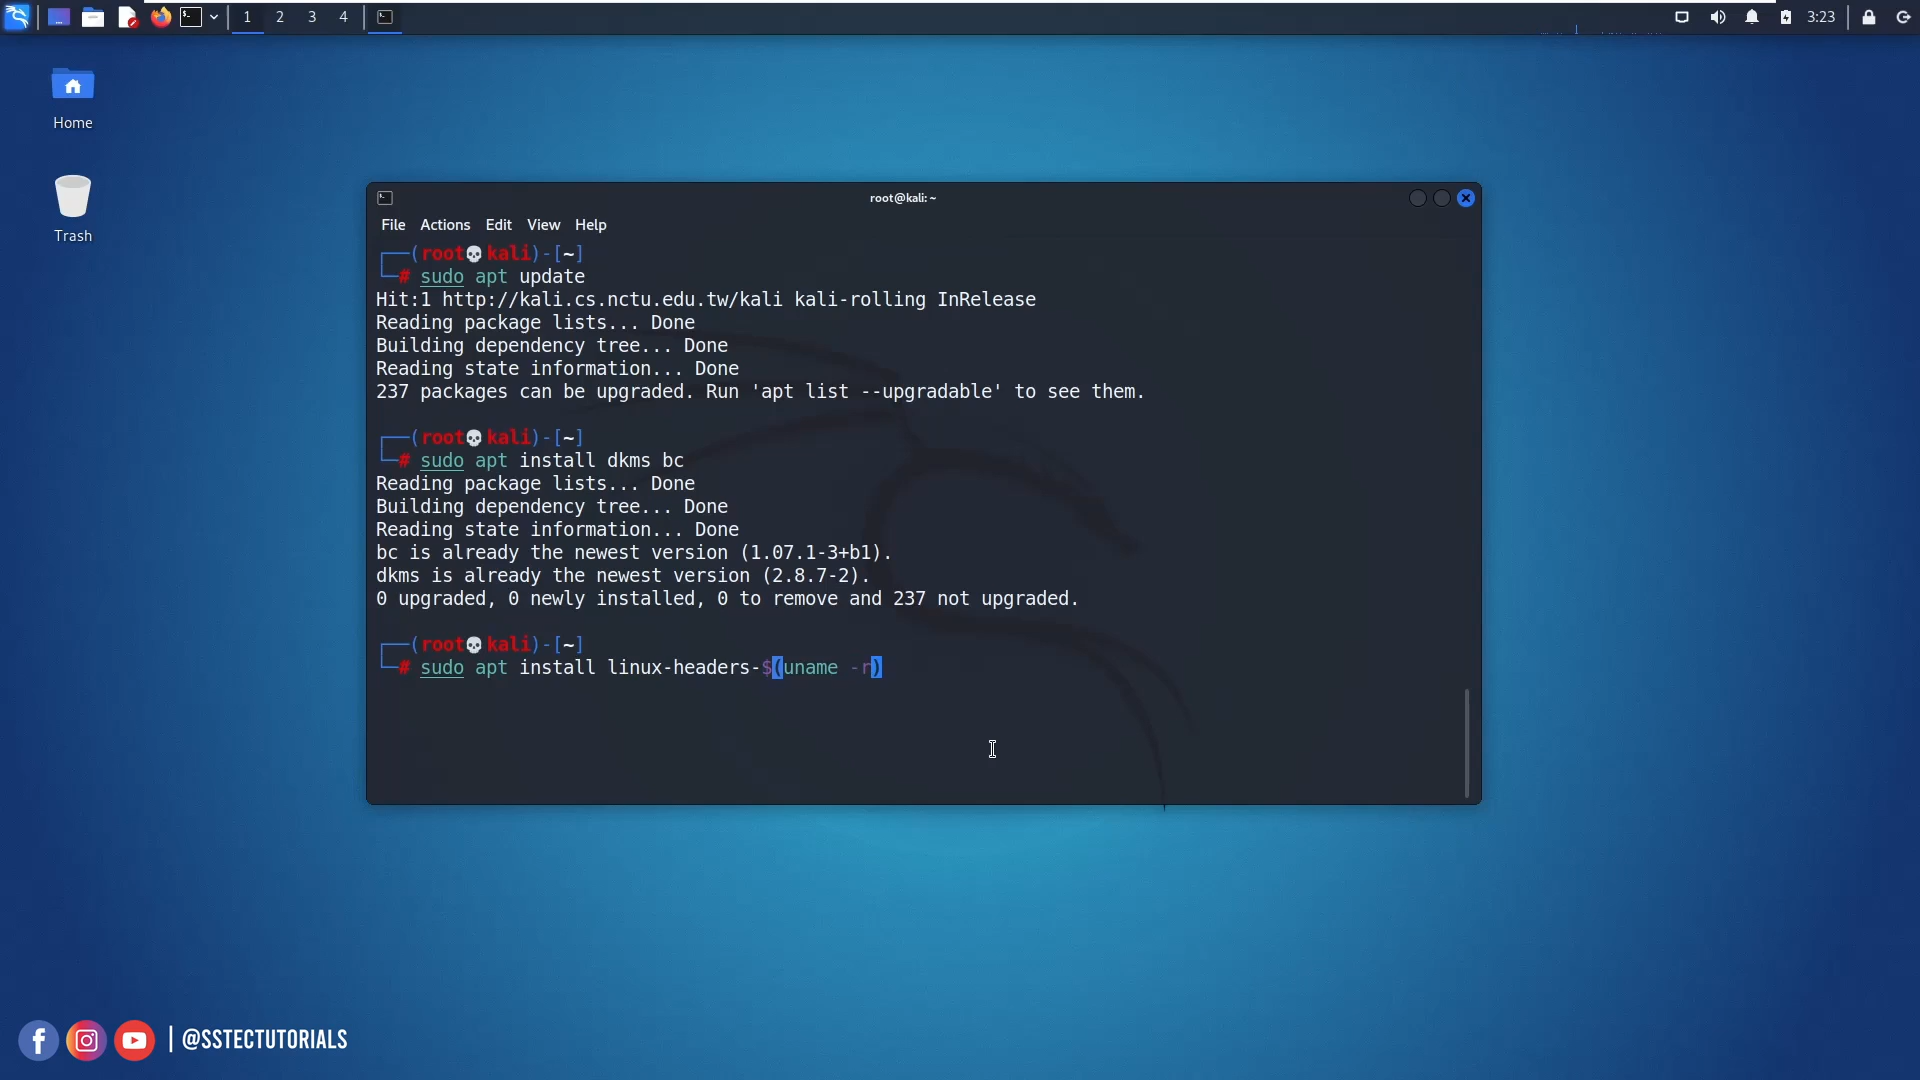 1 2 3 4
3:23
Home
Trash
root@kali: ~
File Actions Edit View Help
┌──(root💀kali)-[~]
└─# sudo apt update
Hit:1 http://kali.cs.nctu.edu.tw/kali kali-rolling InRelease
Reading package lists... Done
Building dependency tree... Done
Reading state information... Done
237 packages can be upgraded. Run 'apt list --upgradable' to see them.
┌──(root💀kali)-[~]
└─# sudo apt install dkms bc
Reading package lists... Done
Building dependency tree... Done
Reading state information... Done
bc is already the newest version (1.07.1-3+b1).
dkms is already the newest version (2.8.7-2).
0 upgraded, 0 newly installed, 0 to remove and 237 not upgraded.
┌──(root💀kali)-[~]
└─# sudo apt install linux-headers-$(uname -r)
| @SSTECTUTORIALS